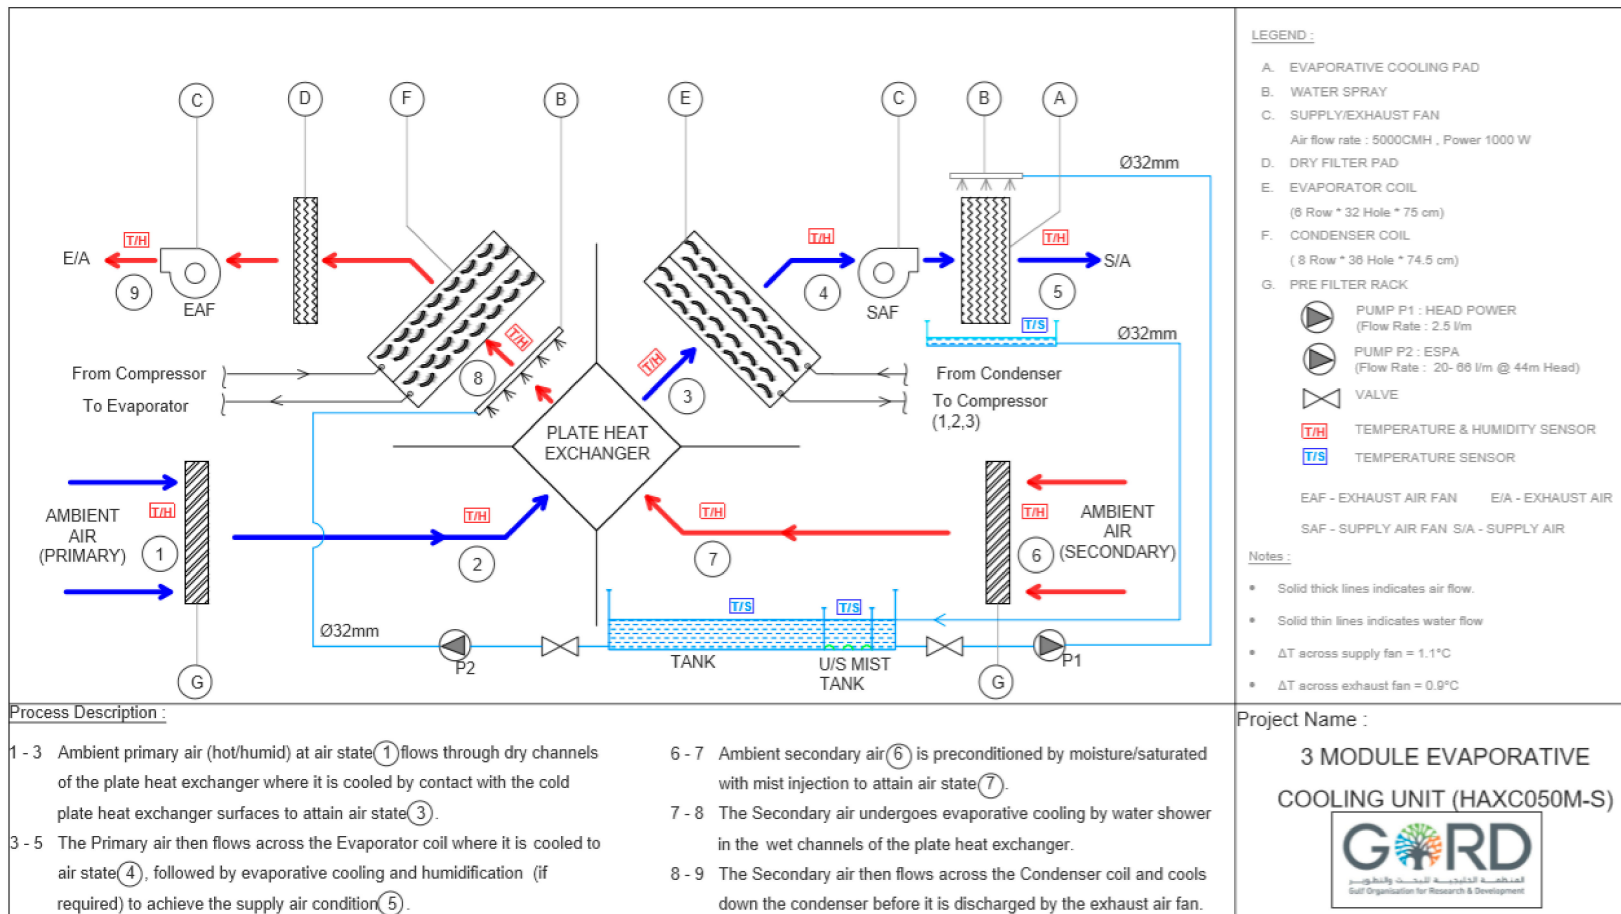 C
D
F
B
E
C
B
A
Ø32mm
T/H
T/H
T/H
E/A
S/A
9
4
5
EAF
SAF
T/S
Ø32mm
T/H
T/H
8
3
From Compressor
To Evaporator
From Condenser
To Compressor
(1,2,3)
PLATE HEAT
EXCHANGER
AMBIENT
AIR
(PRIMARY)
T/H
1
T/H
2
T/H
7
T/H
6
AMBIENT
AIR
(SECONDARY)
T/S
T/S
Ø32mm
P2
TANK
U/S MIST
TANK
P1
G
G
LEGEND :
A. EVAPORATIVE COOLING PAD
B. WATER SPRAY
C. SUPPLY/EXHAUST FAN
Air flow rate : 5000CMH , Power 1000 W
D. DRY FILTER PAD
E. EVAPORATOR COIL
(6 Row * 32 Hole * 75 cm)
F. CONDENSER COIL
( 8 Row * 36 Hole * 74.5 cm)
G. PRE FILTER RACK
PUMP P1 : HEAD POWER
(Flow Rate : 2.5 l/m
PUMP P2 : ESPA
(Flow Rate : 20- 66 l/m @ 44m Head)
VALVE
T/H TEMPERATURE & HUMIDITY SENSOR
T/S TEMPERATURE SENSOR
EAF - EXHAUST AIR FAN E/A - EXHAUST AIR
SAF - SUPPLY AIR FAN S/A - SUPPLY AIR
Notes :
• Solid thick lines indicates air flow.
• Solid thin lines indicates water flow
• ΔT across supply fan = 1.1°C
• ΔT across exhaust fan = 0.9°C
Process Description :
1 - 3 Ambient primary air (hot/humid) at air state 1 flows through dry channels
of the plate heat exchanger where it is cooled by contact with the cold
plate heat exchanger surfaces to attain air state 3 .
3 - 5 The Primary air then flows across the Evaporator coil where it is cooled to
air state 4 , followed by evaporative cooling and humidification (if
required) to achieve the supply air condition 5 .
6 - 7 Ambient secondary air 6 is preconditioned by moisture/saturated
with mist injection to attain air state 7 .
7 - 8 The Secondary air undergoes evaporative cooling by water shower
in the wet channels of the plate heat exchanger.
8 - 9 The Secondary air then flows across the Condenser coil and cools
down the condenser before it is discharged by the exhaust air fan.
Project Name :
3 MODULE EVAPORATIVE
COOLING UNIT (HAXC050M-S)
GORD
المنظمة الخليجية للبحث والتطوير
Gulf Organisation for Research & Development